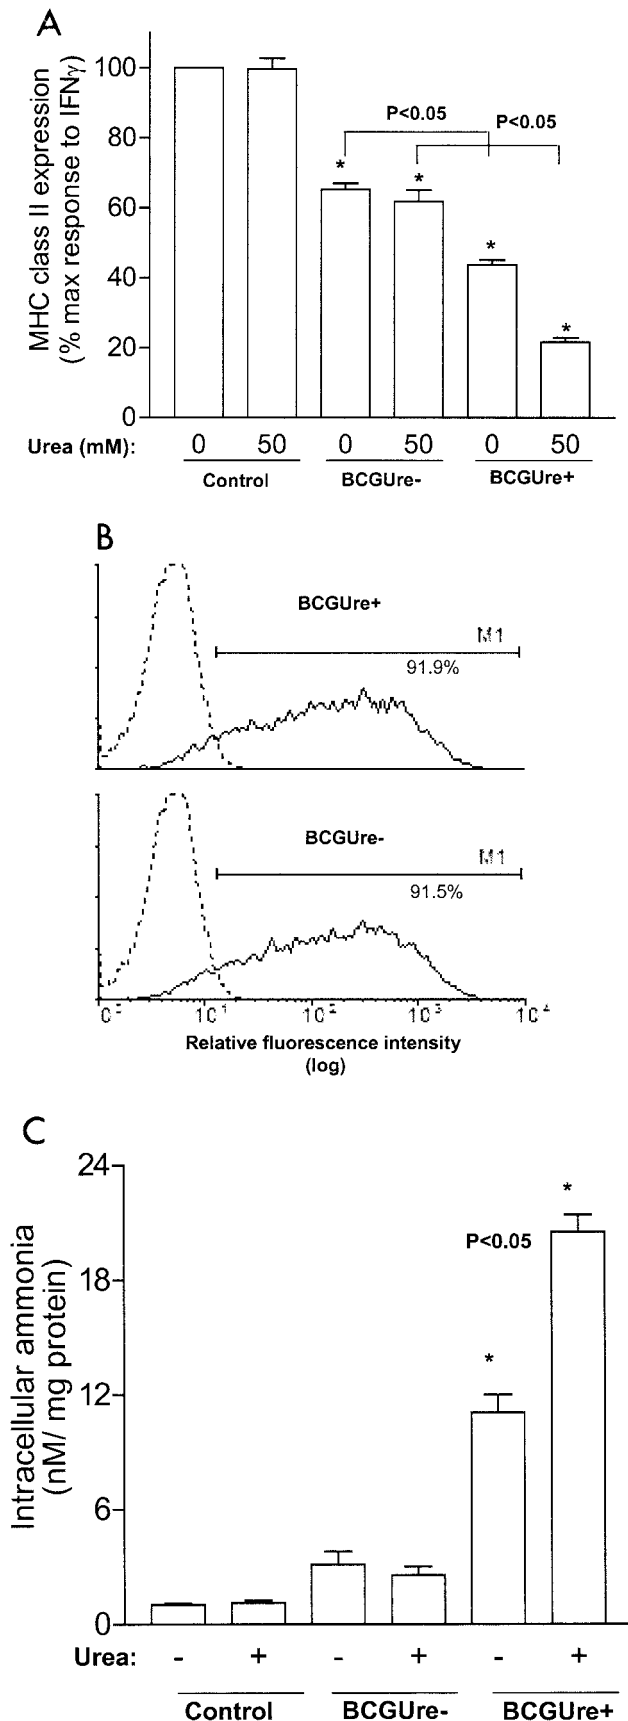 A
MHC class II expression
(% max response to IFNγ)
100
80
60
40
20
0
P<0.05
P<0.05
*
*
*
*
Urea (mM): 0 50 0 50 0 50
Control BCGUre- BCGUre+
B
BCGUre+
M1
91.9%
BCGUre-
M1
91.5%
10¹ 10² 10³ 10⁴
Relative fluorescence intensity
(log)
C
Intracellular ammonia
(nM/ mg protein)
24
18
12
6
0
*
P<0.05
*
Urea: - + - + - +
Control BCGUre- BCGUre+